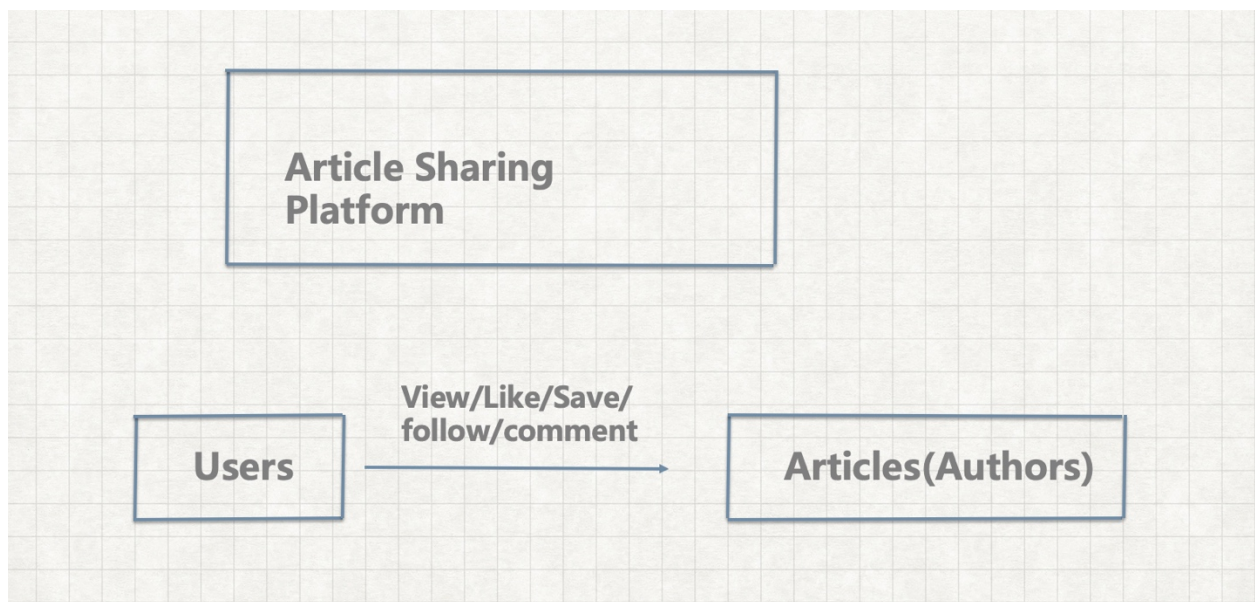 Article Sharing
Platform
View/Like/Save/
follow/comment
Users
Articles(Authors)